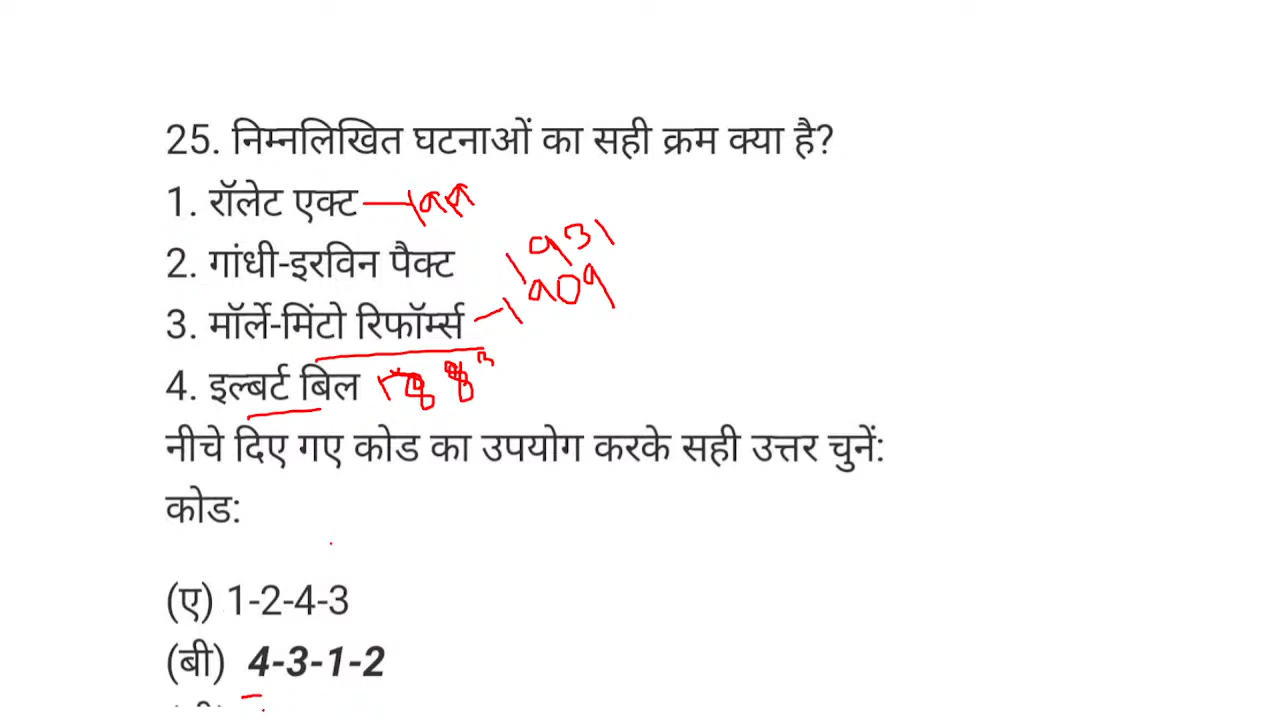 25. निम्नलिखित घटनाओं का सही क्रम क्या है?
1. रॉलेट एक्ट
2. गांधी-इरविन पैक्ट 1931
3. मॉर्ले-मिंटो रिफॉर्म्स 1909
4. इल्बर्ट बिल
नीचे दिए गए कोड का उपयोग करके सही उत्तर चुनें:
कोड:
(ए) 1-2-4-3
(बी) 4-3-1-2